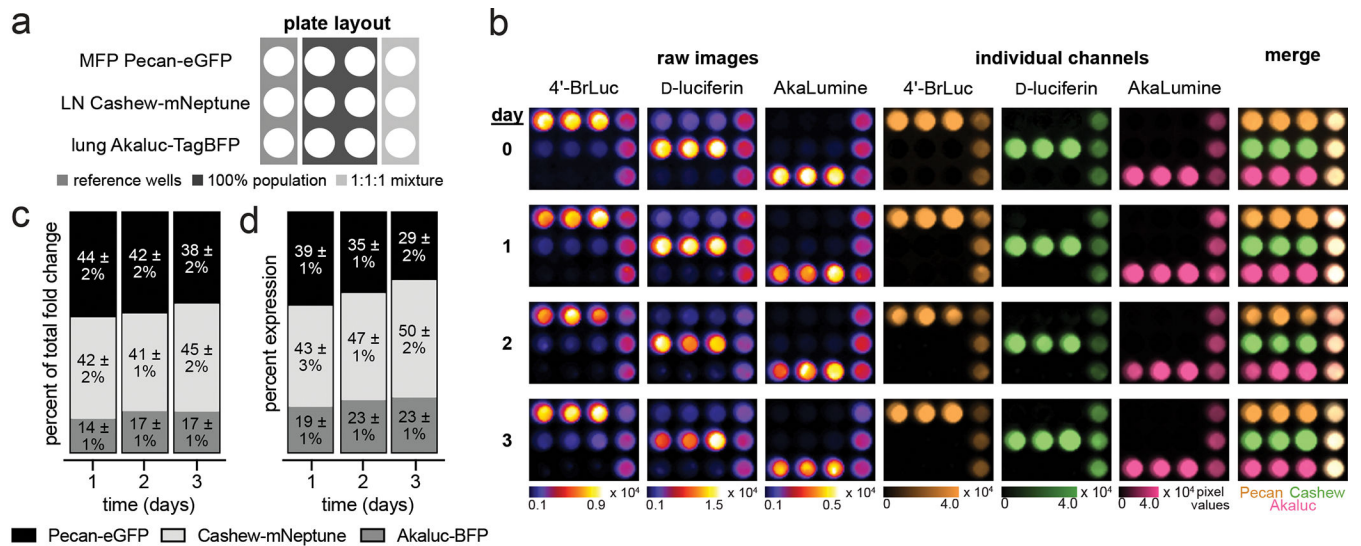 a
plate layout
MFP Pecan-eGFP
LN Cashew-mNeptune
lung Akaluc-TagBFP
reference wells 100% population 1:1:1 mixture
b
raw images individual channels merge
4'-BrLuc D-luciferin AkaLumine 4'-BrLuc D-luciferin AkaLumine
day
0
1
2
3
0.1 x 10⁴ 0.9
0.1 x 10⁴ 1.5
0.1 x 10⁴ 0.5
0 x 10⁴ 4.0
0 x 10⁴ 4.0
0 x 10⁴ 4.0
pixel
values
Pecan Cashew
Akaluc
c
percent of total fold change
44 ±
2%
42 ±
2%
38 ±
2%
42 ±
2%
41 ±
1%
45 ±
2%
14 ±
1%
17 ±
1%
17 ±
1%
1 2 3
time (days)
d
percent expression
39 ±
1%
35 ±
1%
29 ±
2%
43 ±
3%
47 ±
1%
50 ±
2%
19 ±
1%
23 ±
1%
23 ±
1%
1 2 3
time (days)
Pecan-eGFP Cashew-mNeptune Akaluc-BFP